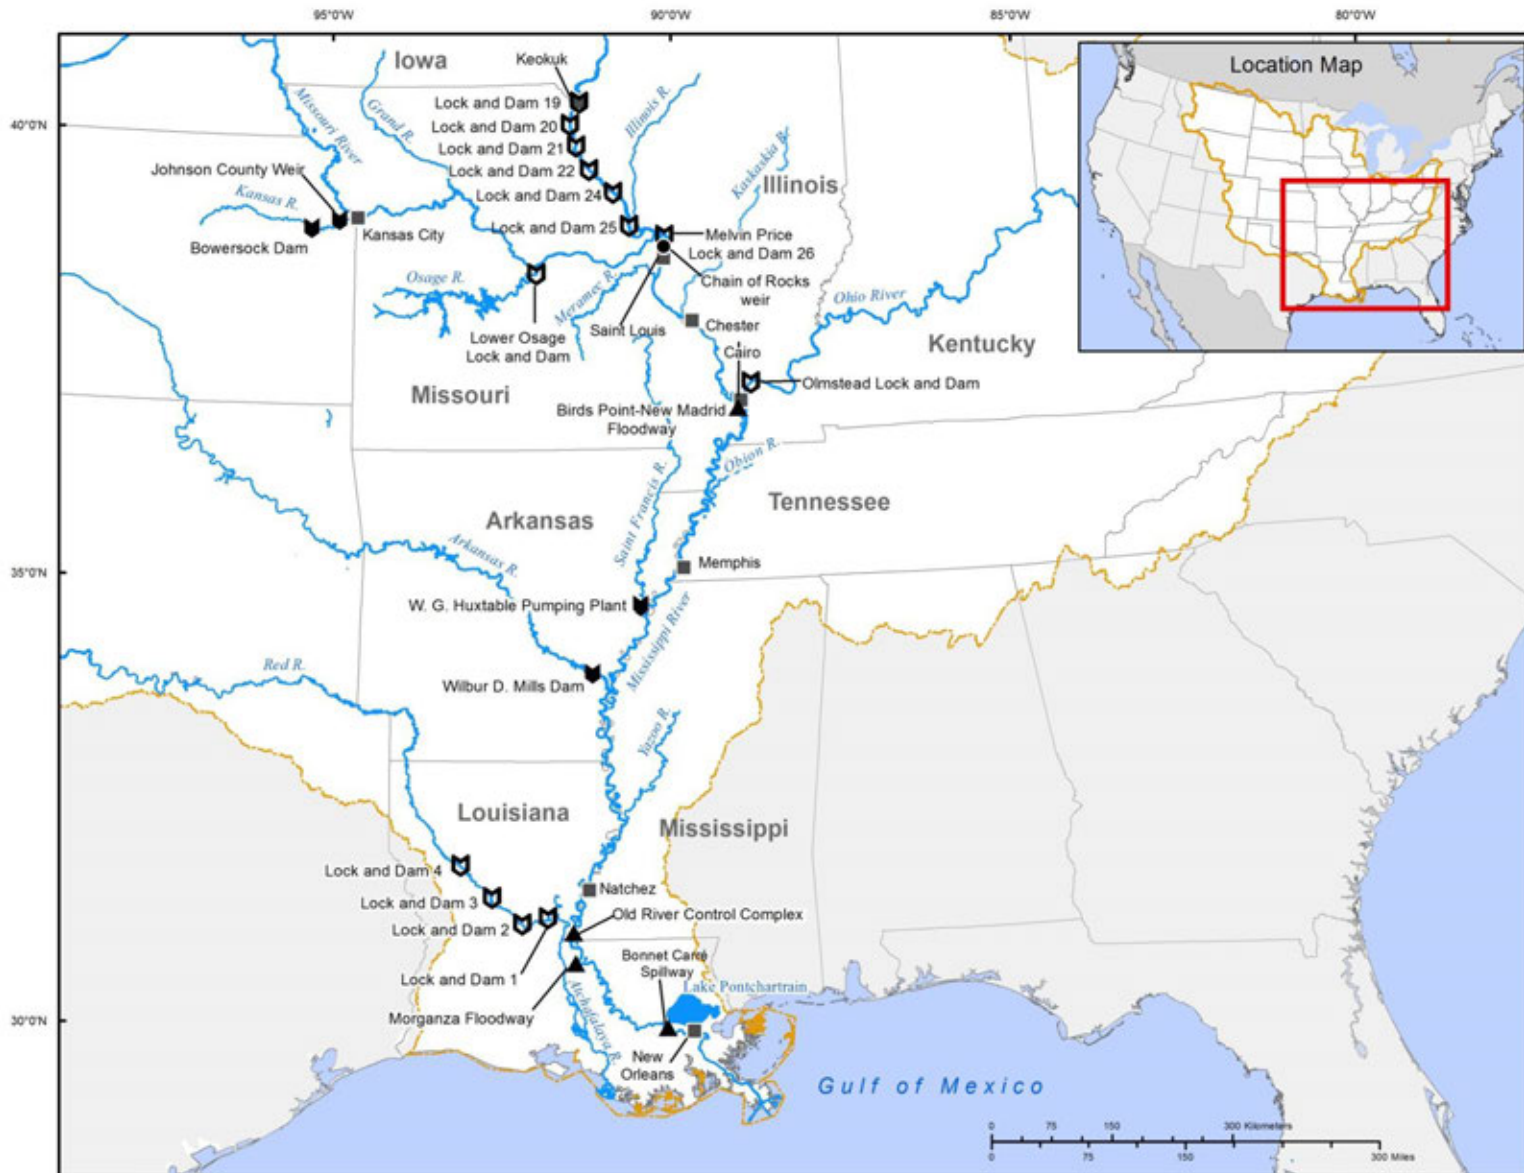 95°0'W
90°0'W
85°0'W
80°0'W
Location Map
Iowa
Keokuk
Lock and Dam 19
Lock and Dam 20
Lock and Dam 21
Lock and Dam 22
Lock and Dam 24
Lock and Dam 25
Missouri River
Grand R.
Illinois R.
Kaskaskia R.
Illinois
40°0'N
Johnson County Weir
Kansas R.
Bowersock Dam
Kansas City
Melvin Price
Lock and Dam 26
Chain of Rocks
weir
Osage R.
Meramec R.
Lower Osage
Lock and Dam
Saint Louis
Chester
Cairo
Ohio River
Kentucky
Olmstead Lock and Dam
Missouri
Birds Point-New Madrid
Floodway
Obion R.
Saint Francis R.
Tennessee
Arkansas
Arkansas R.
Memphis
35°0'N
W. G. Huxtable Pumping Plant
Mississippi River
Red R.
Wilbur D. Mills Dam
Yazoo R.
Louisiana
Mississippi
Lock and Dam 4
Lock and Dam 3
Lock and Dam 2
Lock and Dam 1
Natchez
Old River Control Complex
Bonnet Carré
Spillway
Lake Pontchartrain
Morganza Floodway
Atchafalaya R.
30°0'N
New
Orleans
Gulf of Mexico
0 75 150 300 Kilometers
0 75 150 300 Miles